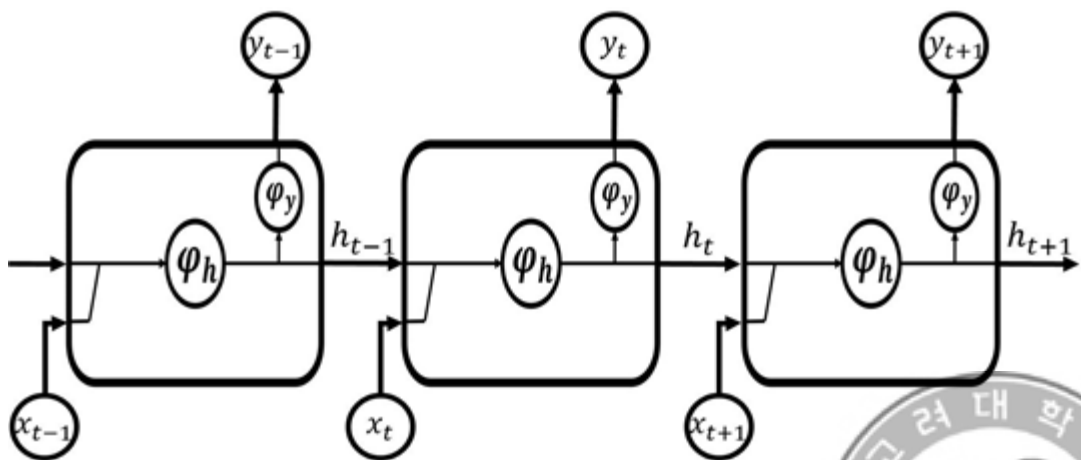 y_{t−1} y_t y_{t+1}
φ_y φ_y φ_y
h_{t−1} h_t h_{t+1}
φ_h φ_h φ_h
x_{t−1} x_t x_{t+1}
고려대학